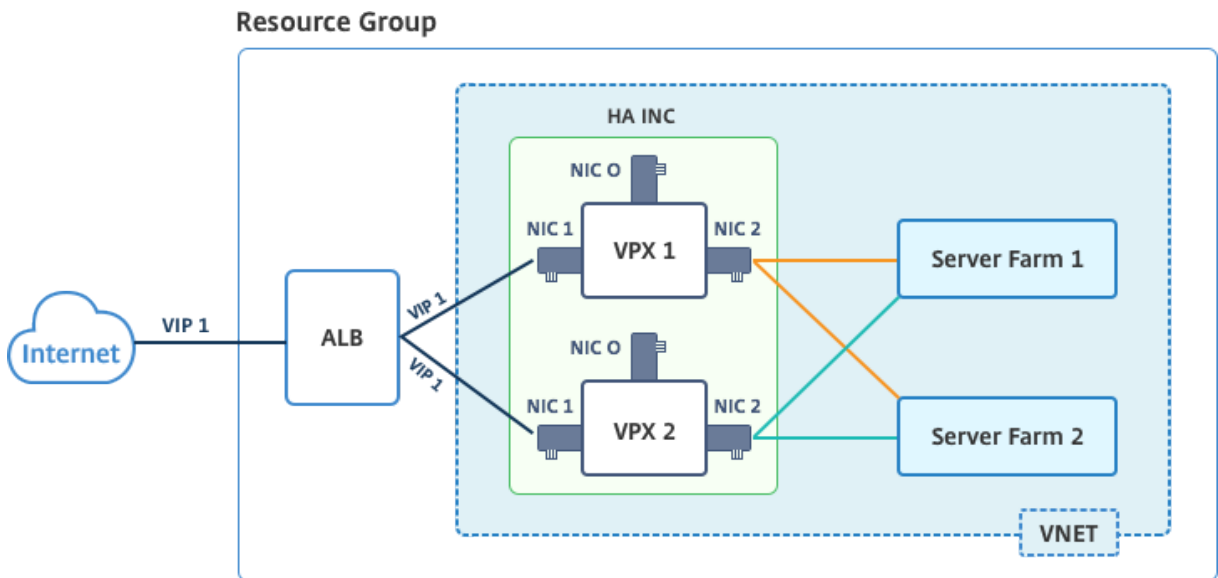 Resource Group
HA INC
NIC O
NIC 1
VPX 1
NIC 2
Server Farm 1
VIP 1
VIP 1
ALB
Internet
VIP 1
NIC O
NIC 1
VPX 2
NIC 2
Server Farm 2
VNET